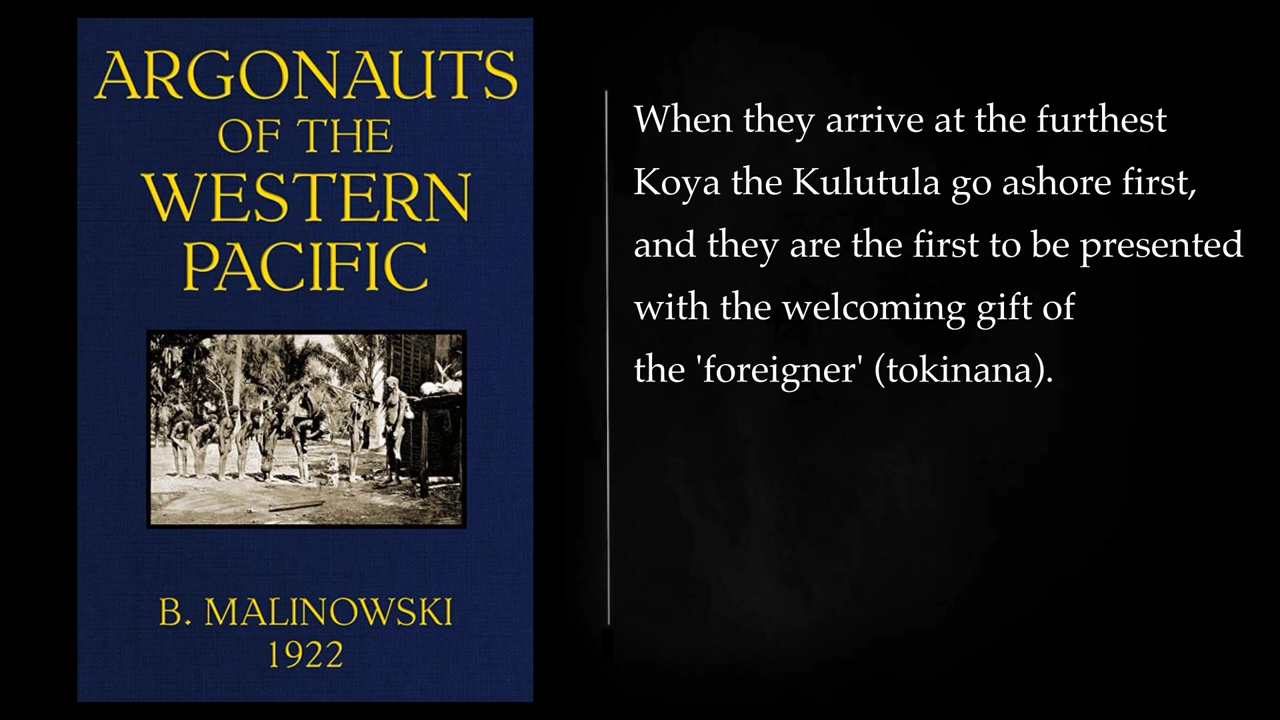 ARGONAUTS
OF THE
WESTERN
PACIFIC
B. MALINOWSKI
1922
When they arrive at the furthest
Koya the Kulutula go ashore first,
and they are the first to be presented
with the welcoming gift of
the 'foreigner' (tokinana).